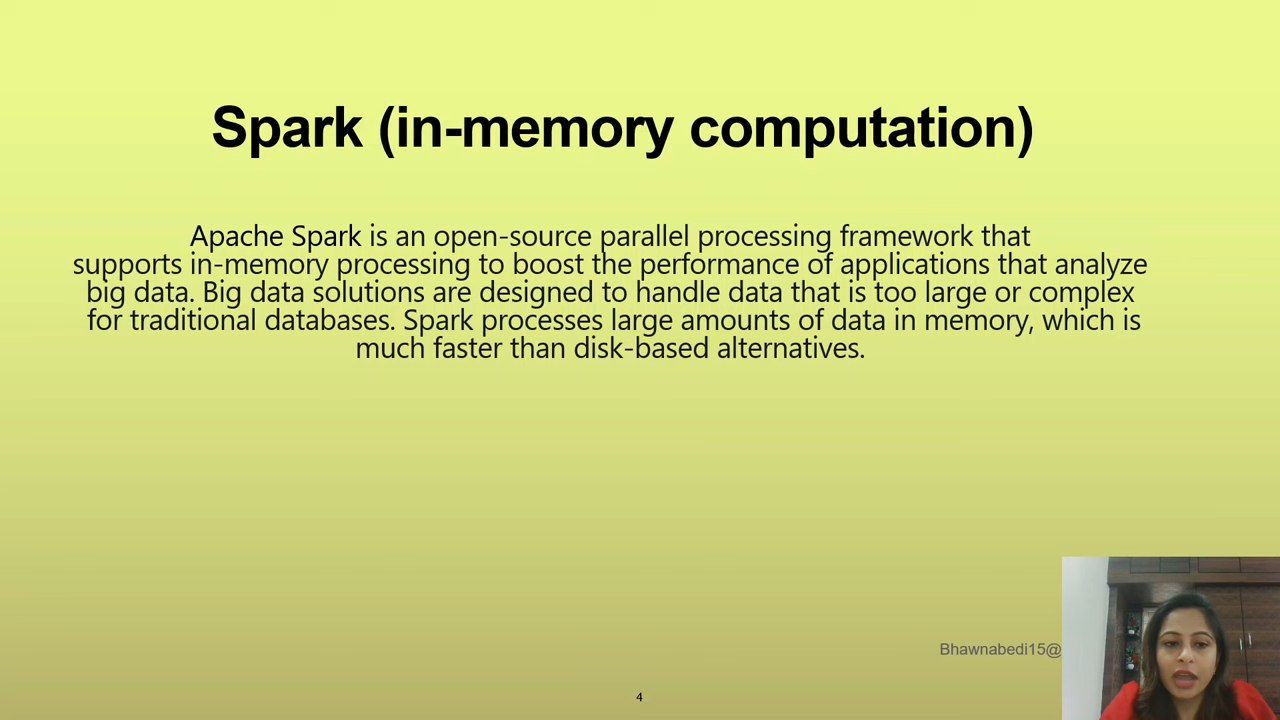 Spark (in-memory computation)
Apache Spark is an open-source parallel processing framework that
supports in-memory processing to boost the performance of applications that analyze
big data. Big data solutions are designed to handle data that is too large or complex
for traditional databases. Spark processes large amounts of data in memory, which is
much faster than disk-based alternatives.
Bhawnabedi15@
4